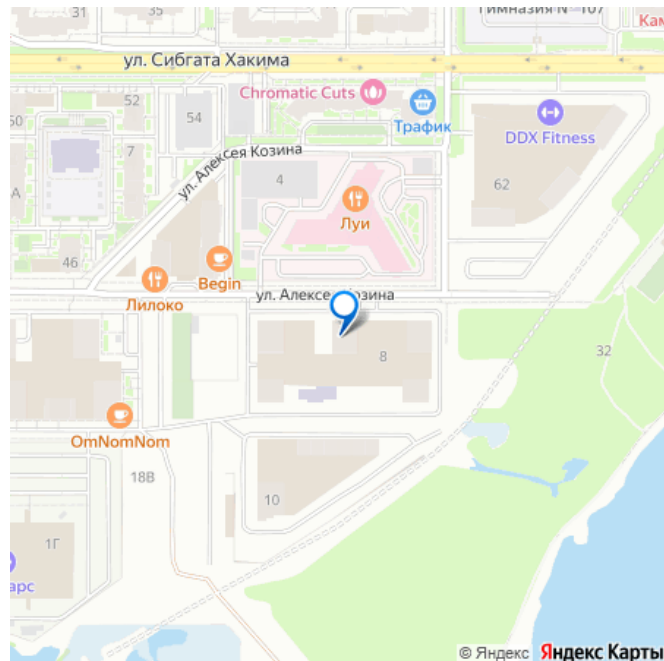 Гимназия № 107
31
35
Кам
ул. Сибгата Хакима
52
Chromatic Cuts
50
54
Трафик
DDX Fitness
7
ул. Алексея Козина
4
62
А
Луи
46
Begin
Лилоко
ул. Алексе озина
32
8
OmNomNom
18В
10
1Г
арс
© Яндекс Яндекс Карты